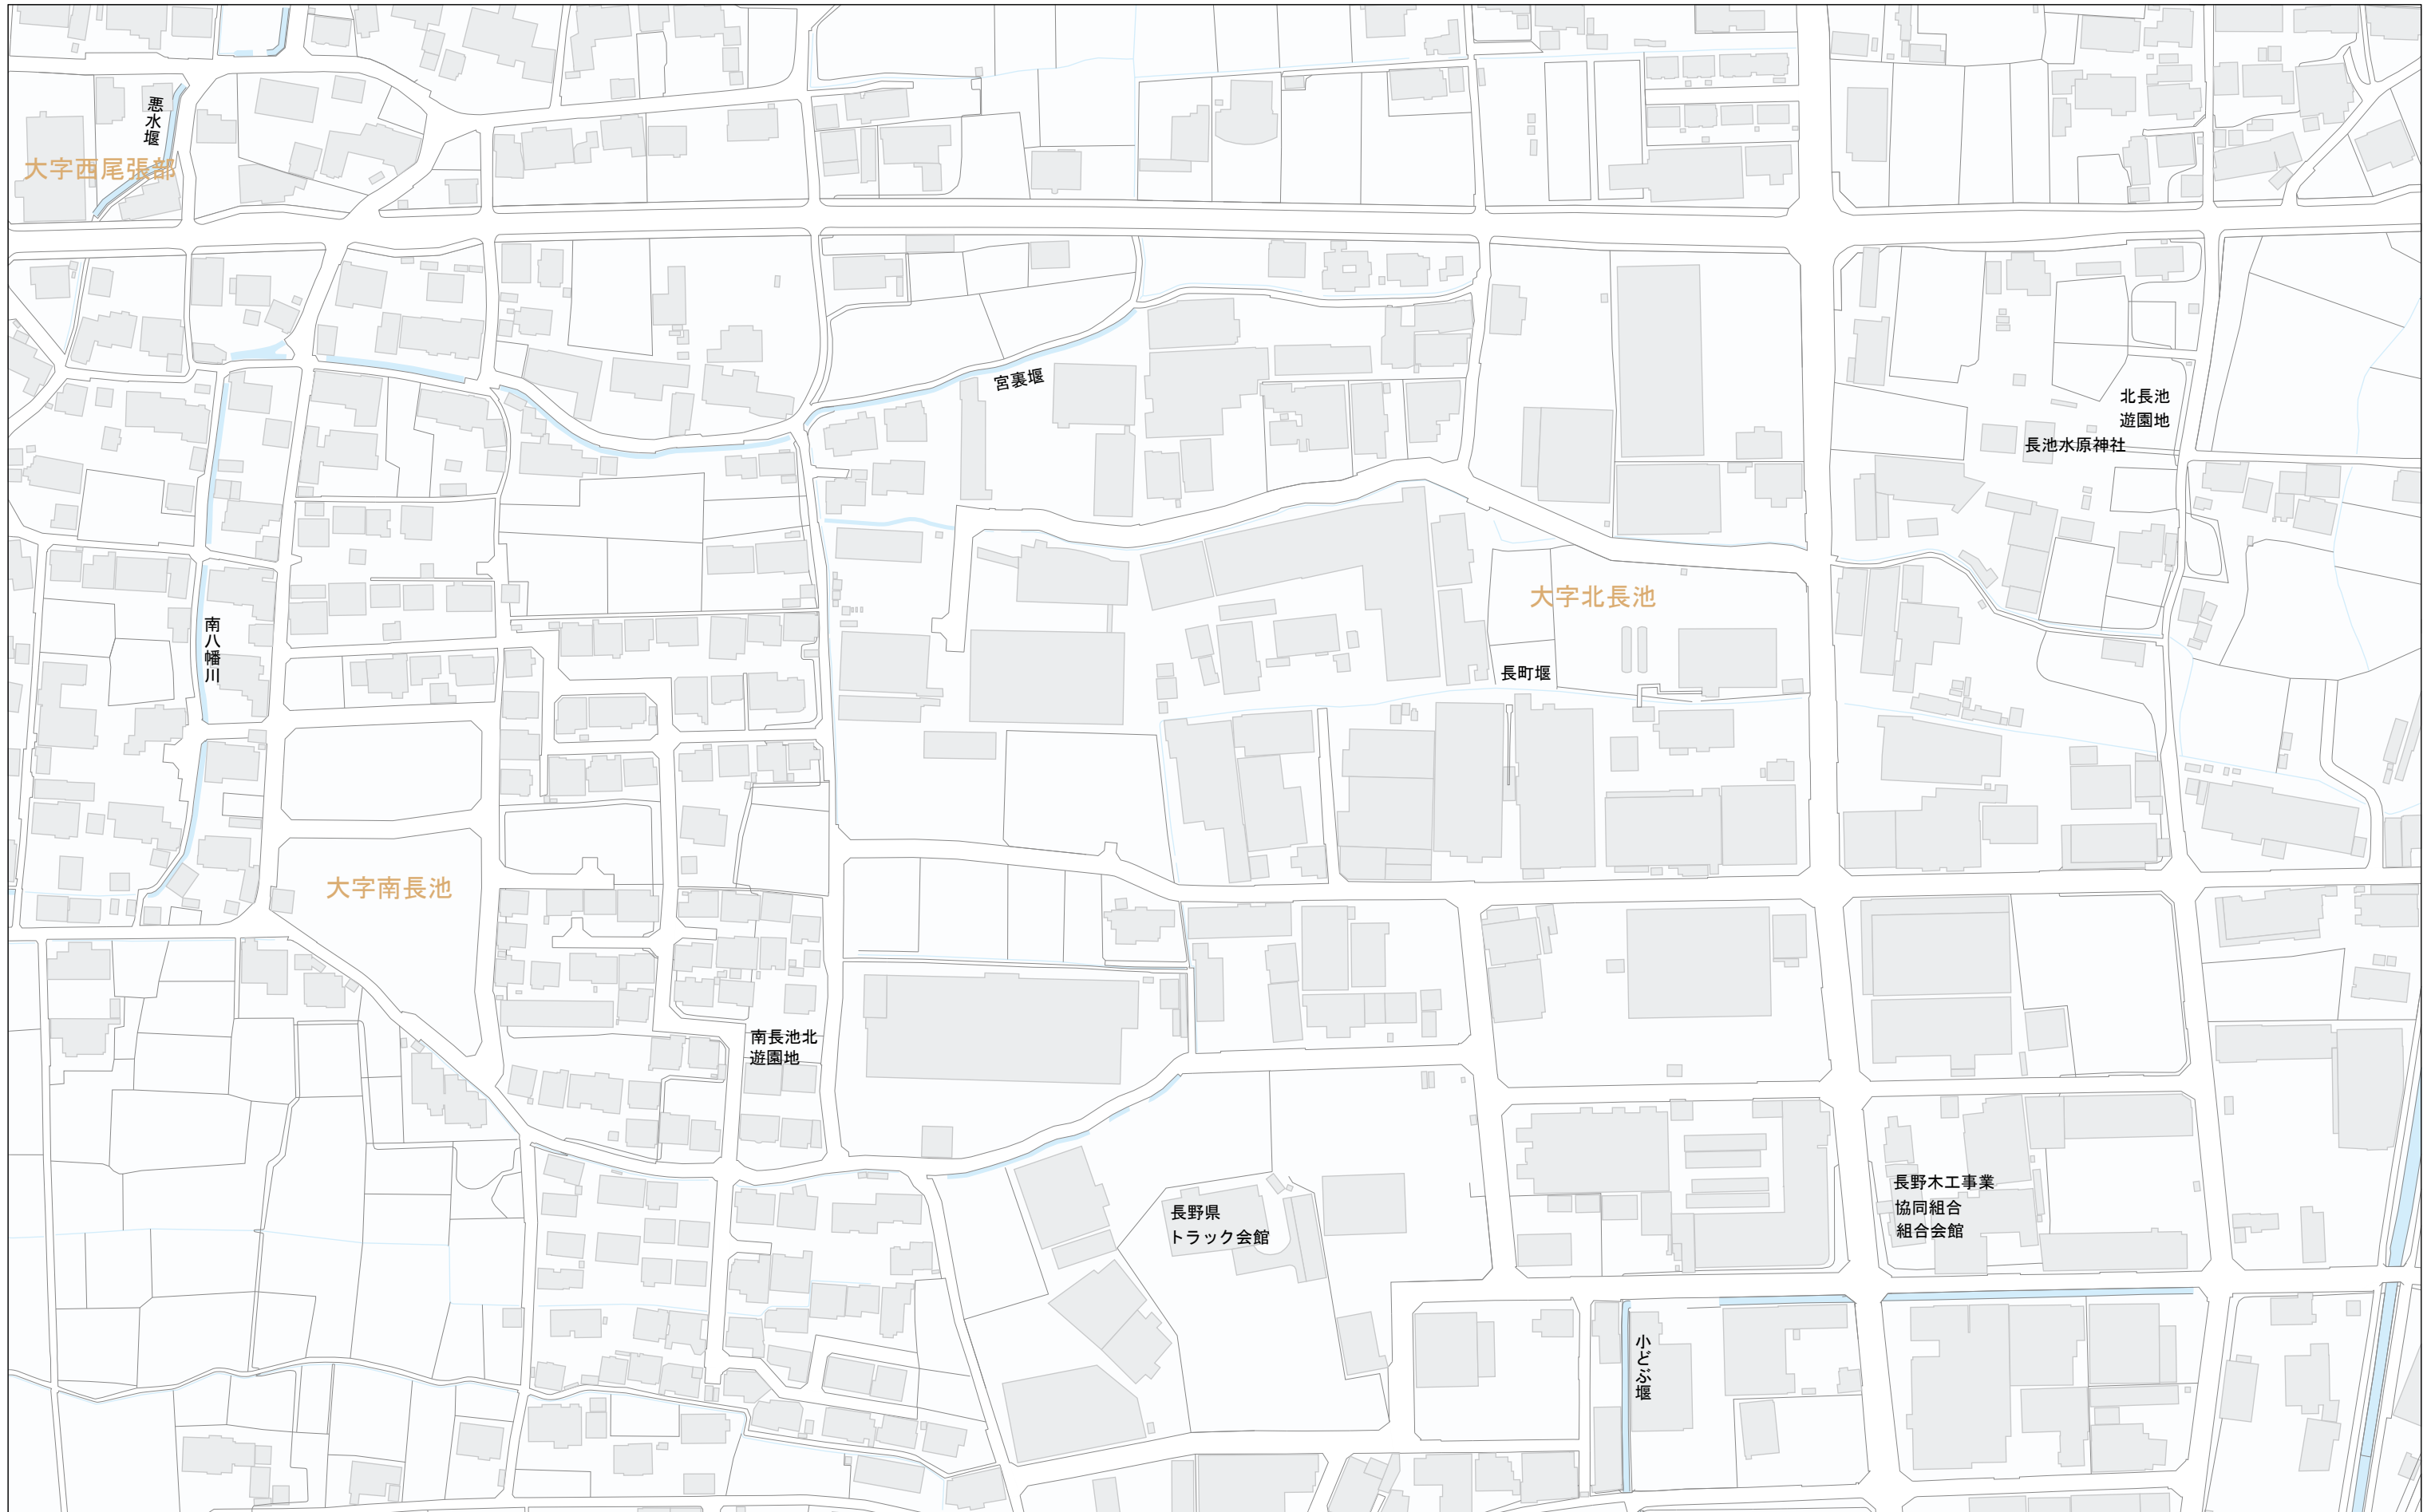 悪水堰
大字西尾張部
宮裏堰
北長池
遊園地
長池水原神社
大字北長池
南八幡川
長町堰
大字南長池
南長池北
遊園地
長野木工事業
協同組合
組合会館
長野県
トラック会館
小どぶ堰